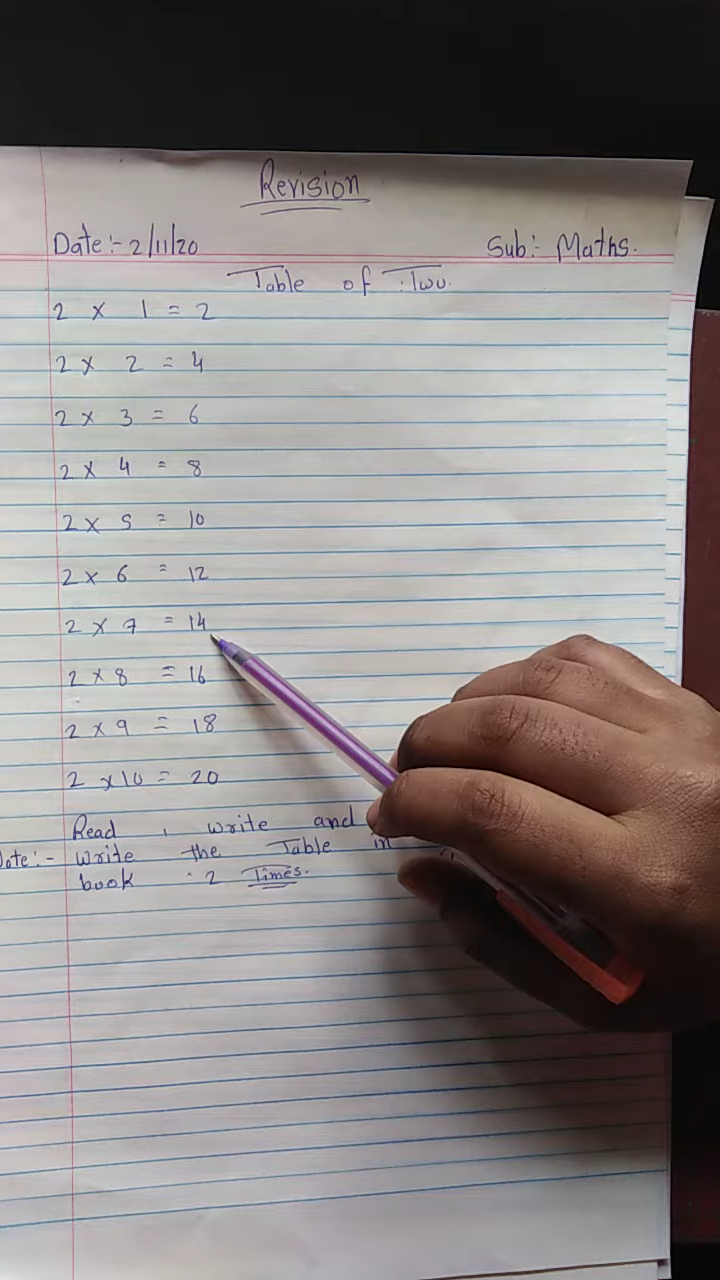 Revision
Date:- 2/11/20 Sub:- Maths.
Table of Two.
2 x 1 = 2
2 x 2 = 4
2 x 3 = 6
2 x 4 = 8
2 x 5 = 10
2 x 6 = 12
2 x 7 = 14
2 x 8 = 16
2 x 9 = 18
2 x 10 = 20
Read , write and
write the Table in
book 2 Times.